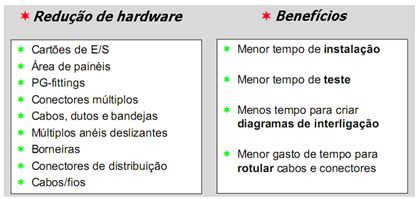 Redução de hardware
Cartões de E/S
Área de painéis
PG-fittings
Conectores múltiplos
Cabos, dutos e bandejas
Múltiplos anéis deslizantes
Borneiras
Conectores de distribuição
Cabos/fios
Benefícios
Menor tempo de instalação
Menor tempo de teste
Menos tempo para criar
diagramas de interligação
Menor gasto de tempo para
rotular cabos e conectores